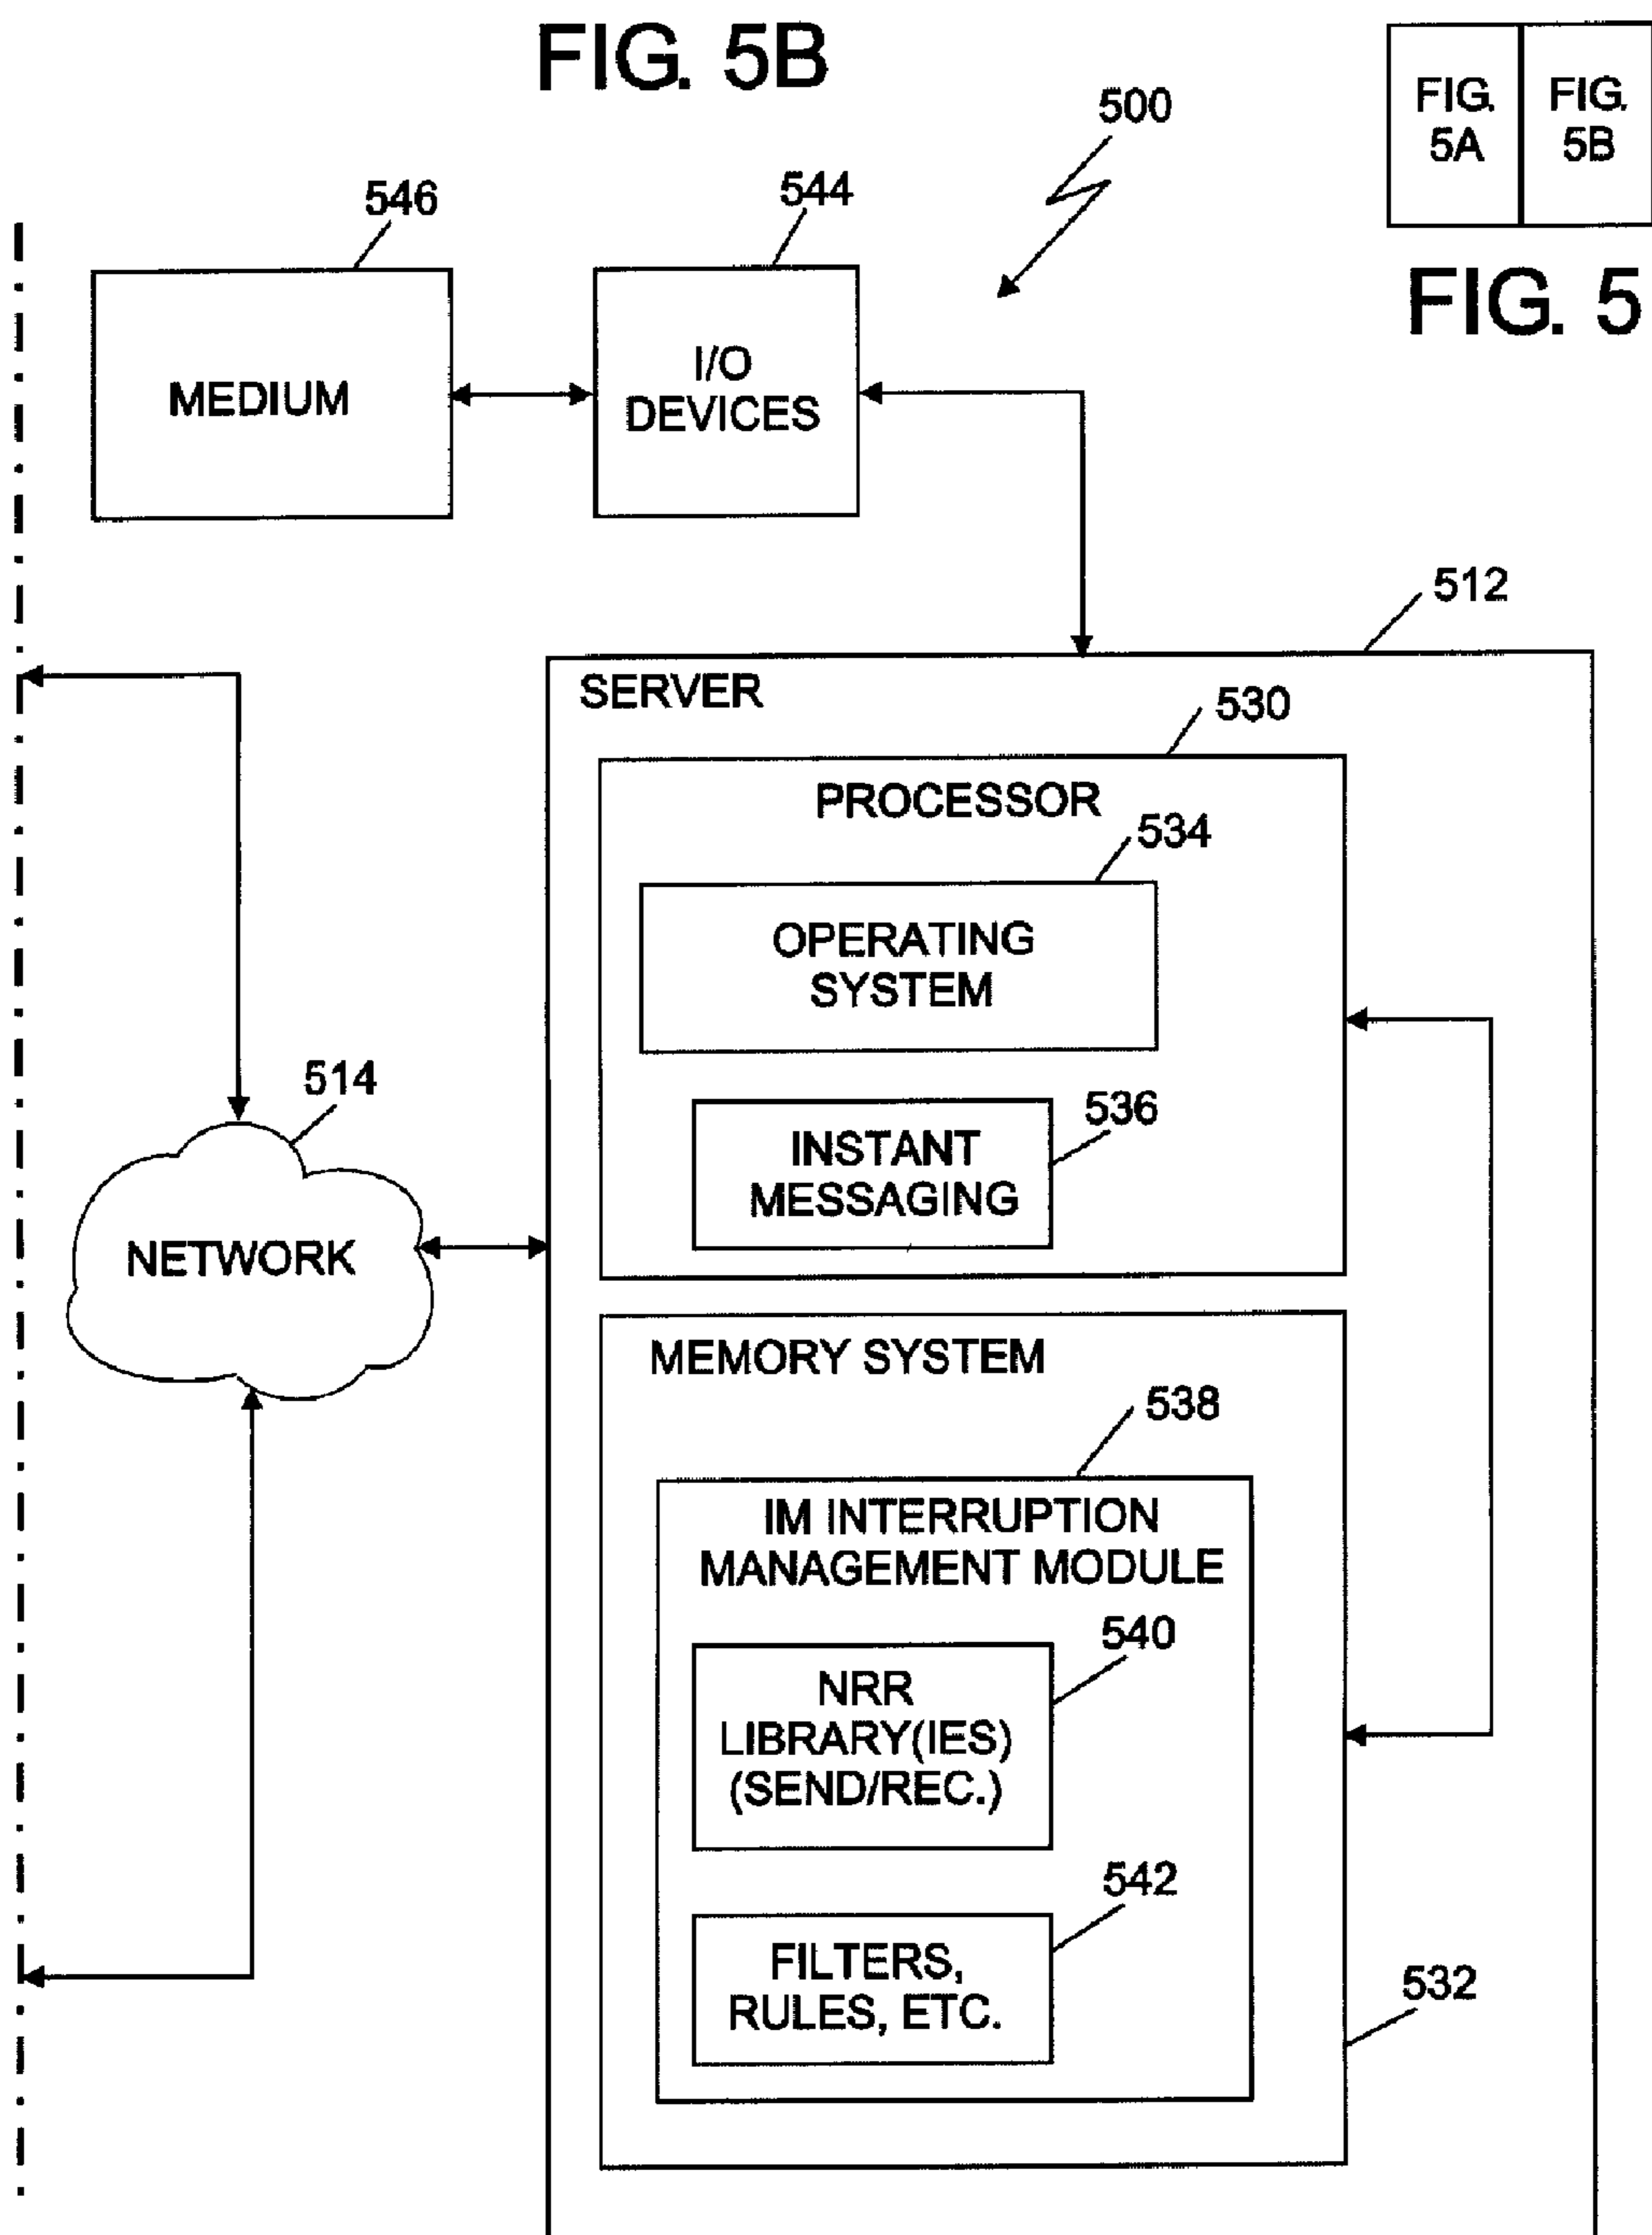 FIG. 5B
500
FIG.
5A
FIG.
5B
FIG. 5
546
544
MEDIUM
I/O
DEVICES
512
SERVER
530
PROCESSOR
534
OPERATING
SYSTEM
514
536
INSTANT
MESSAGING
NETWORK
MEMORY SYSTEM
538
IM INTERRUPTION
MANAGEMENT MODULE
540
NRR
LIBRARY(IES)
(SEND/REC.)
542
FILTERS,
RULES, ETC.
532